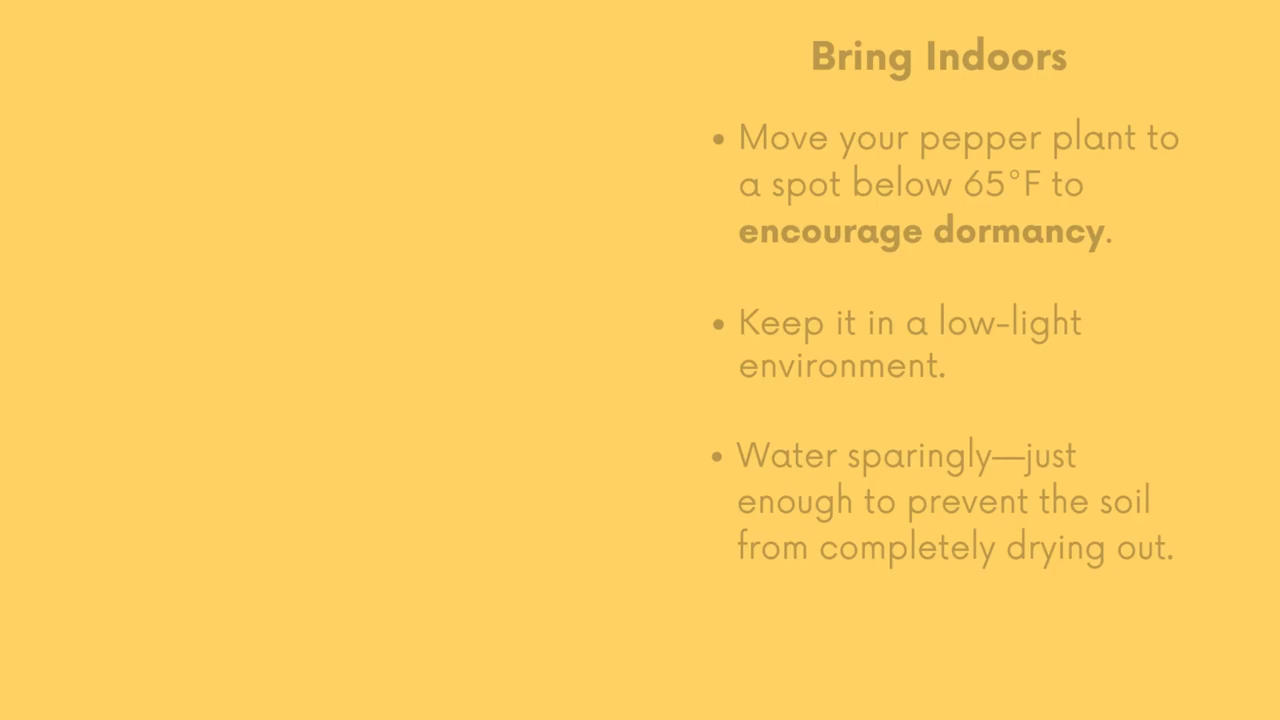 Bring Indoors
• Move your pepper plant to
a spot below 65°F to
encourage dormancy.
• Keep it in a low-light
environment.
• Water sparingly—just
enough to prevent the soil
from completely drying out.